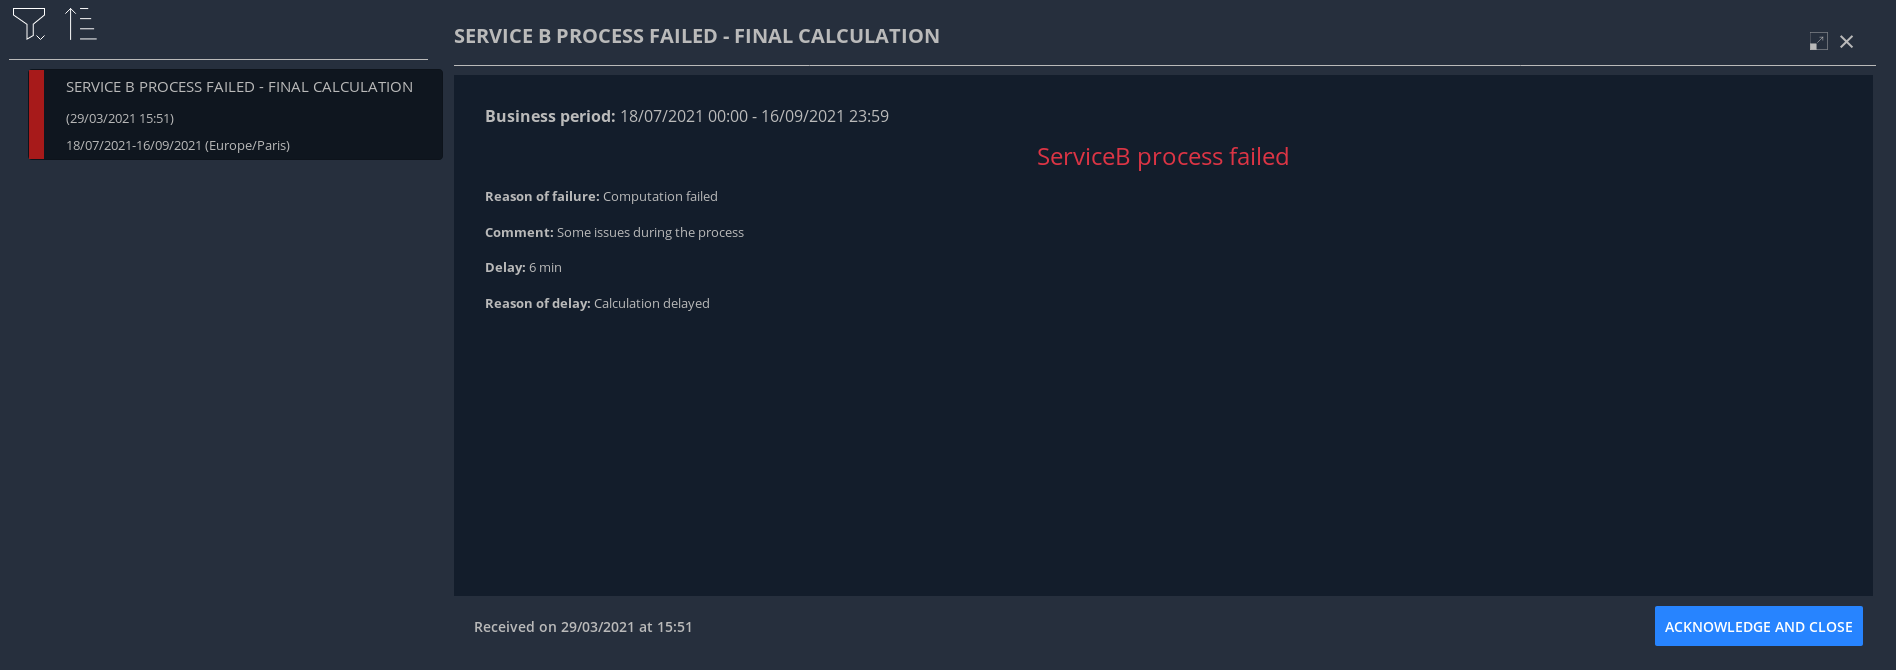 SERVICE B PROCESS FAILED - FINAL CALCULATION
(29/03/2021 15:51)
18/07/2021-16/09/2021 (Europe/Paris)
SERVICE B PROCESS FAILED - FINAL CALCULATION
Business period: 18/07/2021 00:00 - 16/09/2021 23:59
ServiceB process failed
Reason of failure: Computation failed
Comment: Some issues during the process
Delay: 6 min
Reason of delay: Calculation delayed
Received on 29/03/2021 at 15:51
ACKNOWLEDGE AND CLOSE